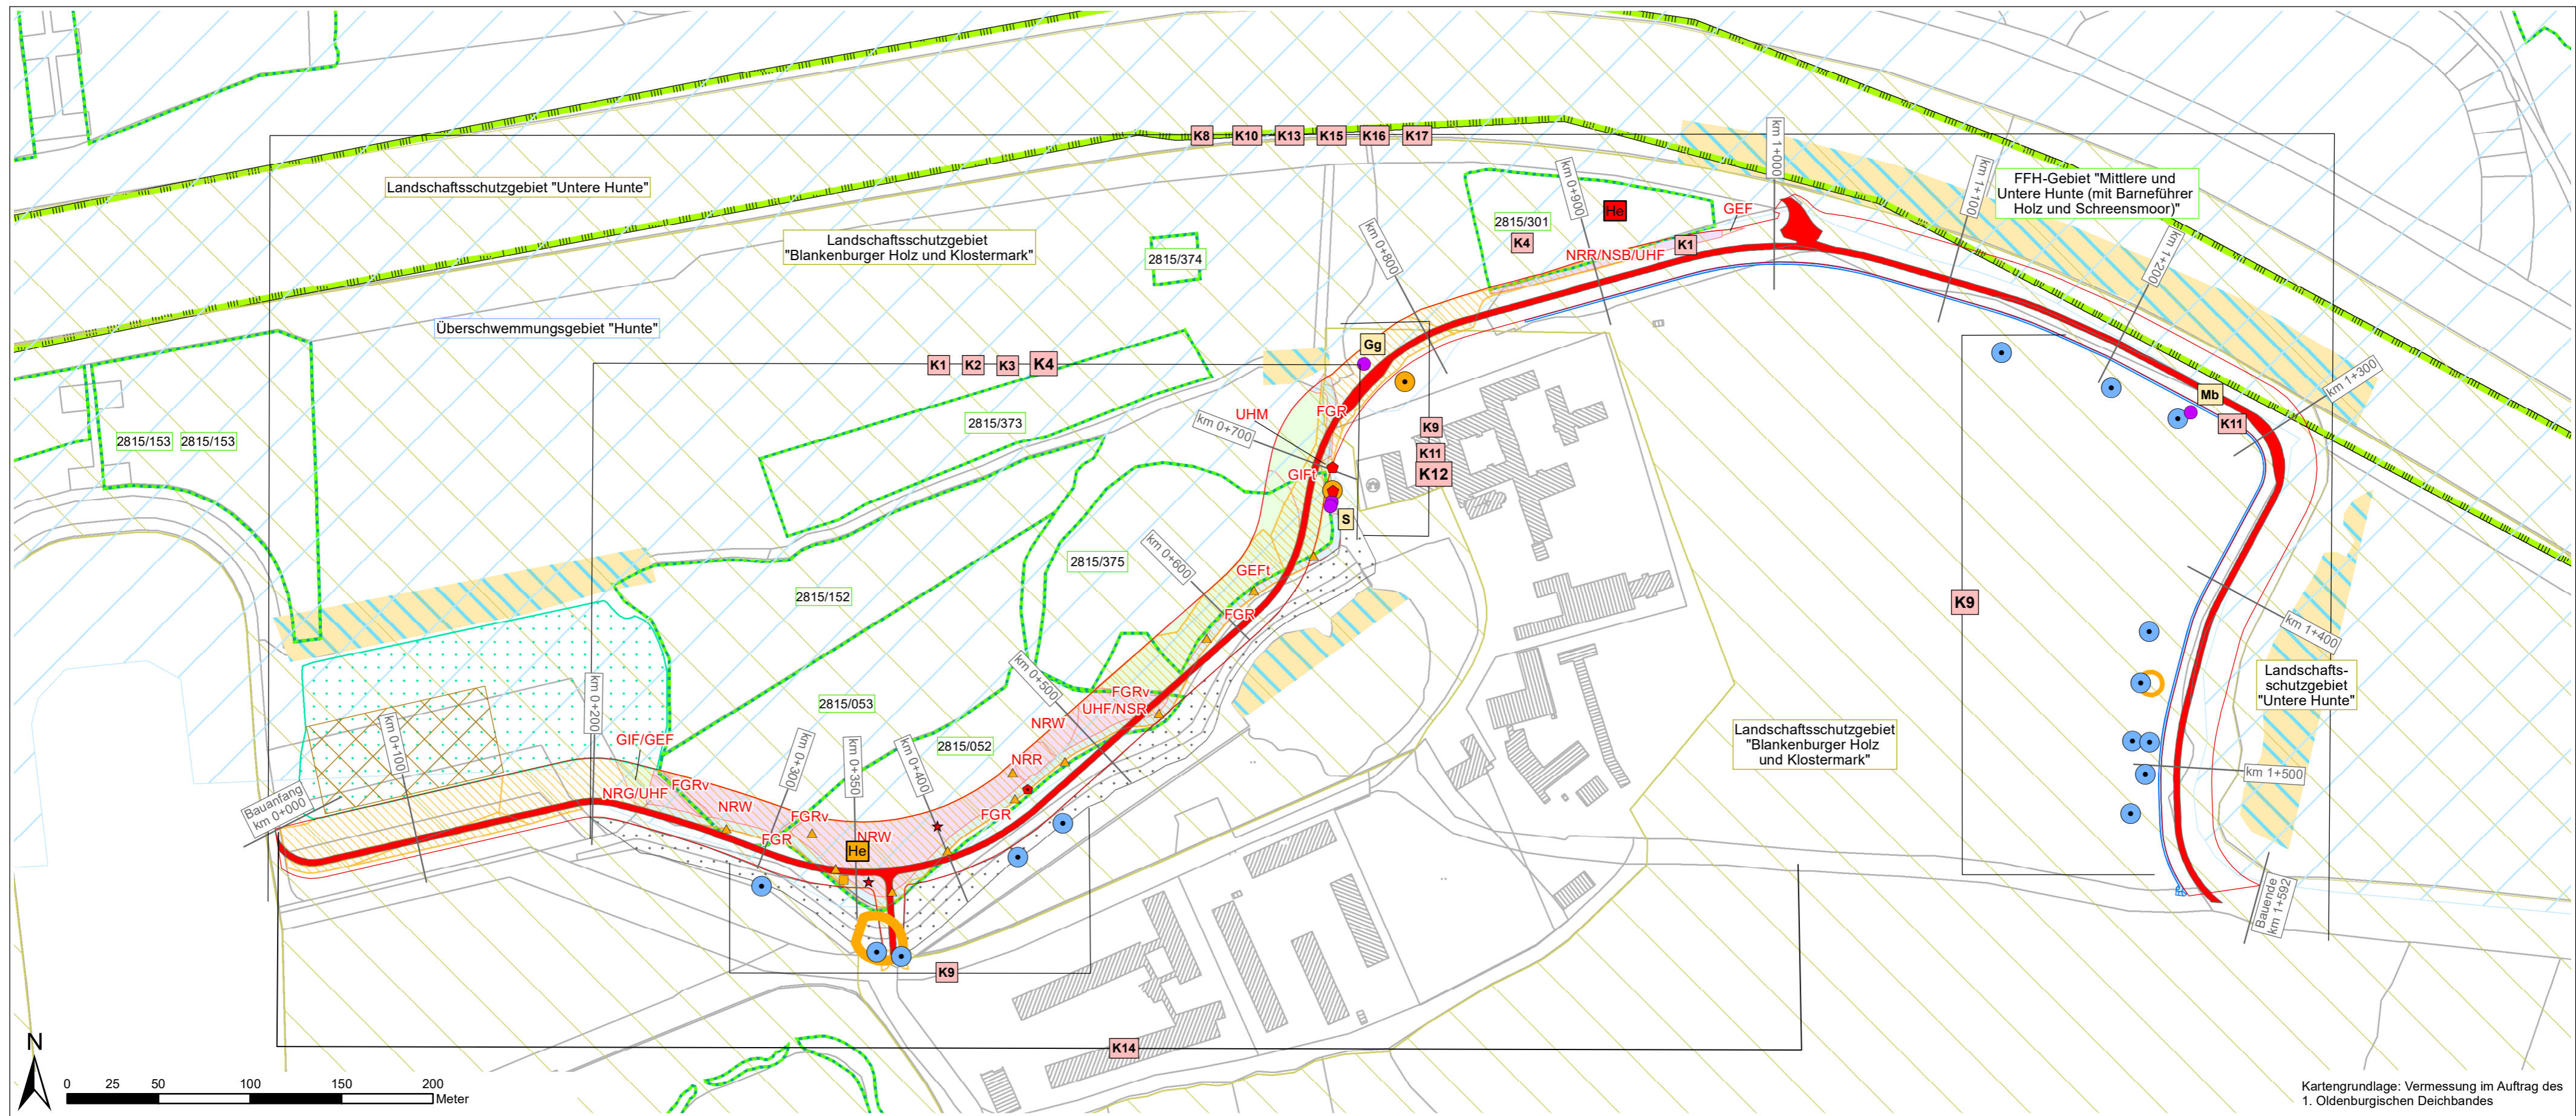 K8 K10 K13 K15 K16 K17
km 1+000
Landschaftsschutzgebiet "Untere Hunte"
FFH-Gebiet "Mittlere und
Untere Hunte (mit Barneführer
Holz und Schreensmoor)"
km 1+100
km 0+900
He
GEF
2815/301
K4
K1
NRR/NSB/UHF
Landschaftsschutzgebiet
"Blankenburger Holz und Klostermark"
2815/374
km 0+800
km 1+200
Überschwemmungsgebiet "Hunte"
Gg
K1 K2 K3 K4
km 1+300
Mb
K11
UHM
FGR
km 0+700
2815/373
K9
K11
K12
2815/153 2815/153
GIFt
S
km 0+600
2815/375
GEFt
2815/152
FGR
K9
km 1+400
km 0+500
Landschafts-
schutzgebiet
"Untere Hunte"
FGRv
UHF/NSR
2815/053
km 0+200
NRW
km 0+100
GIF/GEF
km 0+300
km 0+350
km 0+400
2815/052
NRR
Landschaftsschutzgebiet
"Blankenburger Holz
und Klostermark"
km 1+500
Bauanfang
km 0+000
NRG/UHF
FGRv
NRW
FGRv
FGR
FGR
NRW
He
Bauende
km 1+592
K9
K14
N
0 25 50 100 150 200
Meter
Kartengrundlage: Vermessung im Auftrag des
1. Oldenburgischen Deichbandes